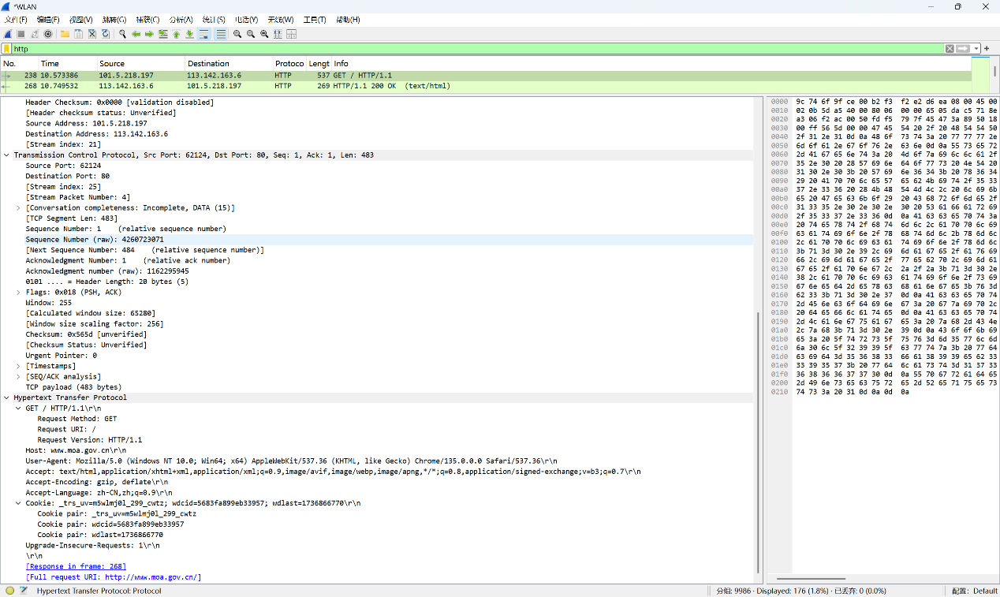 *WLAN
文件(F) 编辑(E) 视图(V) 跳转(G) 捕获(C) 分析(A) 统计(S) 电话(Y) 无线(W) 工具(T) 帮助(H)
http
No. Time Source Destination Protoco Lengt Info
238 10.573386 101.5.218.197 113.142.163.6 HTTP 537 GET / HTTP/1.1
268 10.749532 113.142.163.6 101.5.218.197 HTTP 269 HTTP/1.1 200 OK (text/html)
Header Checksum: 0x0000 [validation disabled]
[Header checksum status: Unverified]
Source Address: 101.5.218.197
Destination Address: 113.142.163.6
[Stream index: 21]
Transmission Control Protocol, Src Port: 62124, Dst Port: 80, Seq: 1, Ack: 1, Len: 483
Source Port: 62124
Destination Port: 80
[Stream index: 25]
[Stream Packet Number: 4]
[Conversation completeness: Incomplete, DATA (15)]
[TCP Segment Len: 483]
Sequence Number: 1 (relative sequence number)
Sequence Number (raw): 4260723071
[Next Sequence Number: 484 (relative sequence number)]
Acknowledgment Number: 1 (relative ack number)
Acknowledgment number (raw): 1162295945
0101 .... = Header Length: 20 bytes (5)
Flags: 0x018 (PSH, ACK)
Window: 255
[Calculated window size: 65280]
[Window size scaling factor: 256]
Checksum: 0x565d [unverified]
[Checksum Status: Unverified]
Urgent Pointer: 0
[Timestamps]
[SEQ/ACK analysis]
TCP payload (483 bytes)
Hypertext Transfer Protocol
GET / HTTP/1.1\r\n
Request Method: GET
Request URI: /
Request Version: HTTP/1.1
Host: www.moa.gov.cn\r\n
User-Agent: Mozilla/5.0 (Windows NT 10.0; Win64; x64) AppleWebKit/537.36 (KHTML, like Gecko) Chrome/135.0.0.0 Safari/537.36\r\n
Accept: text/html,application/xhtml+xml,application/xml;q=0.9,image/avif,image/webp,image/apng,*/*;q=0.8,application/signed-exchange;v=b3;q=0.7\r\n
Accept-Encoding: gzip, deflate\r\n
Accept-Language: zh-CN,zh;q=0.9\r\n
Cookie: _trs_uv=m5wlmj0l_299_cwtz; wdcid=5683fa899eb33957; wdlast=1736866770\r\n
Cookie pair: _trs_uv=m5wlmj0l_299_cwtz
Cookie pair: wdcid=5683fa899eb33957
Cookie pair: wdlast=1736866770
Upgrade-Insecure-Requests: 1\r\n
\r\n
[Response in frame: 268]
[Full request URI: http://www.moa.gov.cn/]
0000 9c 74 6f 9f ce 00 b2 f3 f2 e2 d6 ea 08 00 45 00
0010 02 0b 5d a5 40 00 80 06 00 00 65 05 da c5 71 8e
0020 a3 06 f2 ac 00 50 fd f5 79 7f 45 47 3a 89 50 18
0030 00 ff 56 5d 00 00 47 45 54 20 2f 20 48 54 54 50
0040 2f 31 2e 31 0d 0a 48 6f 73 74 3a 20 77 77 77 2e
0050 6d 6f 61 2e 67 6f 76 2e 63 6e 0d 0a 55 73 65 72
0060 2d 41 67 65 6e 74 3a 20 4d 6f 7a 69 6c 6c 61 2f
0070 35 2e 30 20 28 57 69 6e 64 6f 77 73 20 4e 54 20
0080 31 30 2e 30 3b 20 57 69 6e 36 34 3b 20 78 36 34
0090 29 20 41 70 70 6c 65 57 65 62 4b 69 74 2f 35 33
00a0 37 2e 33 36 20 28 4b 48 54 4d 4c 2c 20 6c 69 6b
00b0 65 20 47 65 63 6b 6f 29 20 43 68 72 6f 6d 65 2f
00c0 31 33 35 2e 30 2e 30 2e 30 20 53 61 66 61 72 69
00d0 2f 35 33 37 2e 33 36 0d 0a 41 63 63 65 70 74 3a
00e0 20 74 65 78 74 2f 68 74 6d 6c 2c 61 70 70 6c 69
00f0 63 61 74 69 6f 6e 2f 78 68 74 6d 6c 2b 78 6d 6c
0100 2c 61 70 70 6c 69 63 61 74 69 6f 6e 2f 78 6d 6c
0110 3b 71 3d 30 2e 39 2c 69 6d 61 67 65 2f 61 76 69
0120 66 2c 69 6d 61 67 65 2f 77 65 62 70 2c 69 6d 61
0130 67 65 2f 61 70 6e 67 2c 2a 2f 2a 3b 71 3d 30 2e
0140 38 2c 61 70 70 6c 69 63 61 74 69 6f 6e 2f 73 69
0150 67 6e 65 64 2d 65 78 63 68 61 6e 67 65 3b 76 3d
0160 62 33 3b 71 3d 30 2e 37 0d 0a 41 63 63 65 70 74
0170 2d 45 6e 63 6f 64 69 6e 67 3a 20 67 7a 69 70 2c
0180 20 64 65 66 6c 61 74 65 0d 0a 41 63 63 65 70 74
0190 2d 4c 61 6e 67 75 61 67 65 3a 20 7a 68 2d 43 4e
01a0 2c 7a 68 3b 71 3d 30 2e 39 0d 0a 43 6f 6f 6b 69
01b0 65 3a 20 5f 74 72 73 5f 75 76 3d 6d 35 77 6c 6d
01c0 6a 30 6c 5f 32 39 39 5f 63 77 74 7a 3b 20 77 64
01d0 63 69 64 3d 35 36 38 33 66 61 38 39 39 65 62 33
01e0 33 39 35 37 3b 20 77 64 6c 61 73 74 3d 31 37 33
01f0 36 38 36 36 37 37 30 0d 0a 55 70 67 72 61 64 65
0200 2d 49 6e 73 65 63 75 72 65 2d 52 65 71 75 65 73
0210 74 73 3a 20 31 0d 0a 0d 0a
Hypertext Transfer Protocol: Protocol
分组: 9986 · Displayed: 176 (1.8%) · 已丢弃: 0 (0.0%)
配置: Default